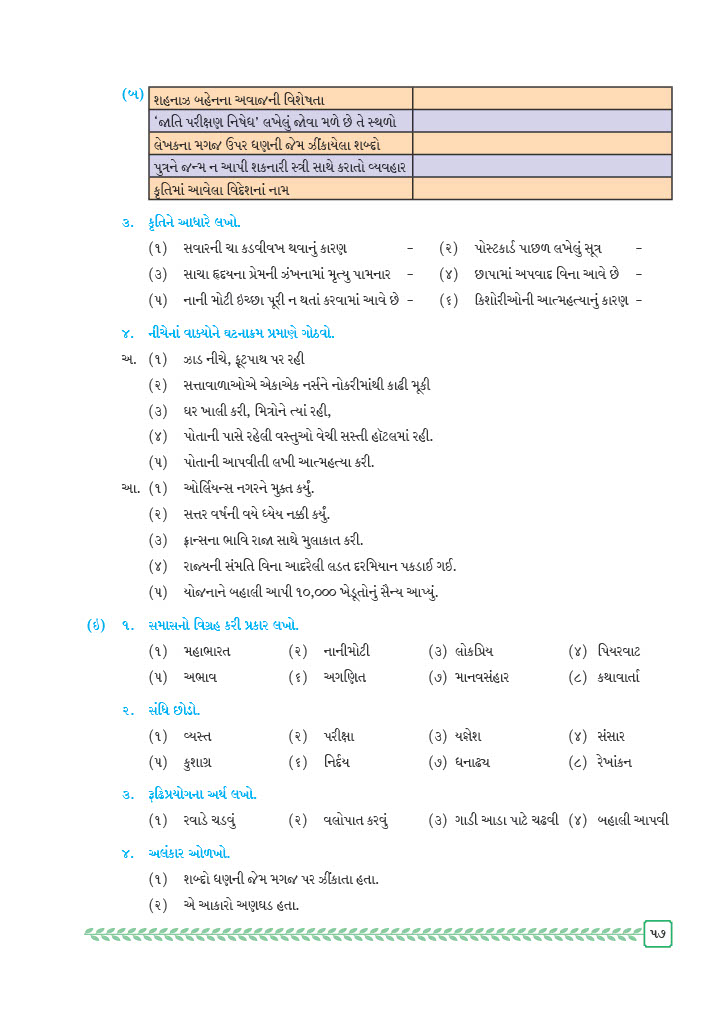 (બ) શહનાઝ બહેનના અવાજની વિશેષતા
‘જાતિ પરીક્ષણ નિષેધ’ લખેલું જોવા મળે છે તે સ્થળો
લેખકના મગજ ઉપર ઘણની જેમ ઝીંકાયેલા શબ્દો
પુત્રને જન્મ ન આપી શકનારી સ્ત્રી સાથે કરાતો વ્યવહાર
કૃતિમાં આવેલા વિદેશનાં નામ
૩. કૃતિને આધારે લખો.
(૧) સવારની ચા કડવીવખ થવાનું કારણ – (૨) પોસ્ટકાર્ડ પાછળ લખેલું સૂત્ર –
(૩) સાચા હૃદયના પ્રેમની ઝંખનામાં મૃત્યુ પામનાર – (૪) છાપામાં અપવાદ વિના આવે છે –
(૫) નાની મોટી ઇચ્છા પૂરી ન થતાં કરવામાં આવે છે – (૬) કિશોરીઓની આત્મહત્યાનું કારણ –
૪. નીચેનાં વાક્યોને ઘટનાક્રમ પ્રમાણે ગોઠવો.
અ. (૧) ઝાડ નીચે, ફૂટપાથ પર રહી
(૨) સત્તાવાળાઓએ એકાએક નર્સને નોકરીમાંથી કાઢી મૂકી
(૩) ઘર ખાલી કરી, મિત્રોને ત્યાં રહી,
(૪) પોતાની પાસે રહેલી વસ્તુઓ વેચી સસ્તી હૉટલમાં રહી.
(૫) પોતાની આપવીતી લખી આત્મહત્યા કરી.
આ. (૧) ઓર્લિયન્સ નગરને મુક્ત કર્યું.
(૨) સત્તર વર્ષની વયે ધ્યેય નક્કી કર્યું.
(૩) ફ્રાન્સના ભાવિ રાજા સાથે મુલાકાત કરી.
(૪) રાજ્યની સંમતિ વિના આદરેલી લડત દરમિયાન પકડાઈ ગઈ.
(૫) યોજનાને બહાલી આપી ૧૦,૦૦૦ ખેડૂતોનું સૈન્ય આપ્યું.
(ઇ) ૧. સમાસનો વિગ્રહ કરી પ્રકાર લખો.
(૧) મહાભારત (૨) નાનીમોટી (૩) લોકપ્રિય (૪) પિયરવાટ
(૫) અભાવ (૬) અગણિત (૭) માનવસંહાર (૮) કથાવાર્તા
૨. સંધિ છોડો.
(૧) વ્યસ્ત (૨) પરીક્ષા (૩) યજ્ઞેશ (૪) સંસાર
(૫) કુશાગ્ર (૬) નિર્દય (૭) ધનાઢ્ય (૮) રેખાંકન
૩. રૂઢિપ્રયોગના અર્થ લખો.
(૧) રવાડે ચડવું (૨) વલોપાત કરવું (૩) ગાડી આડા પાટે ચઢવી (૪) બહાલી આપવી
૪. અલંકાર ઓળખો.
(૧) શબ્દો ઘણની જેમ મગજ પર ઝીંકાતા હતા.
(૨) એ આકારો અણઘડ હતા.
૫૭